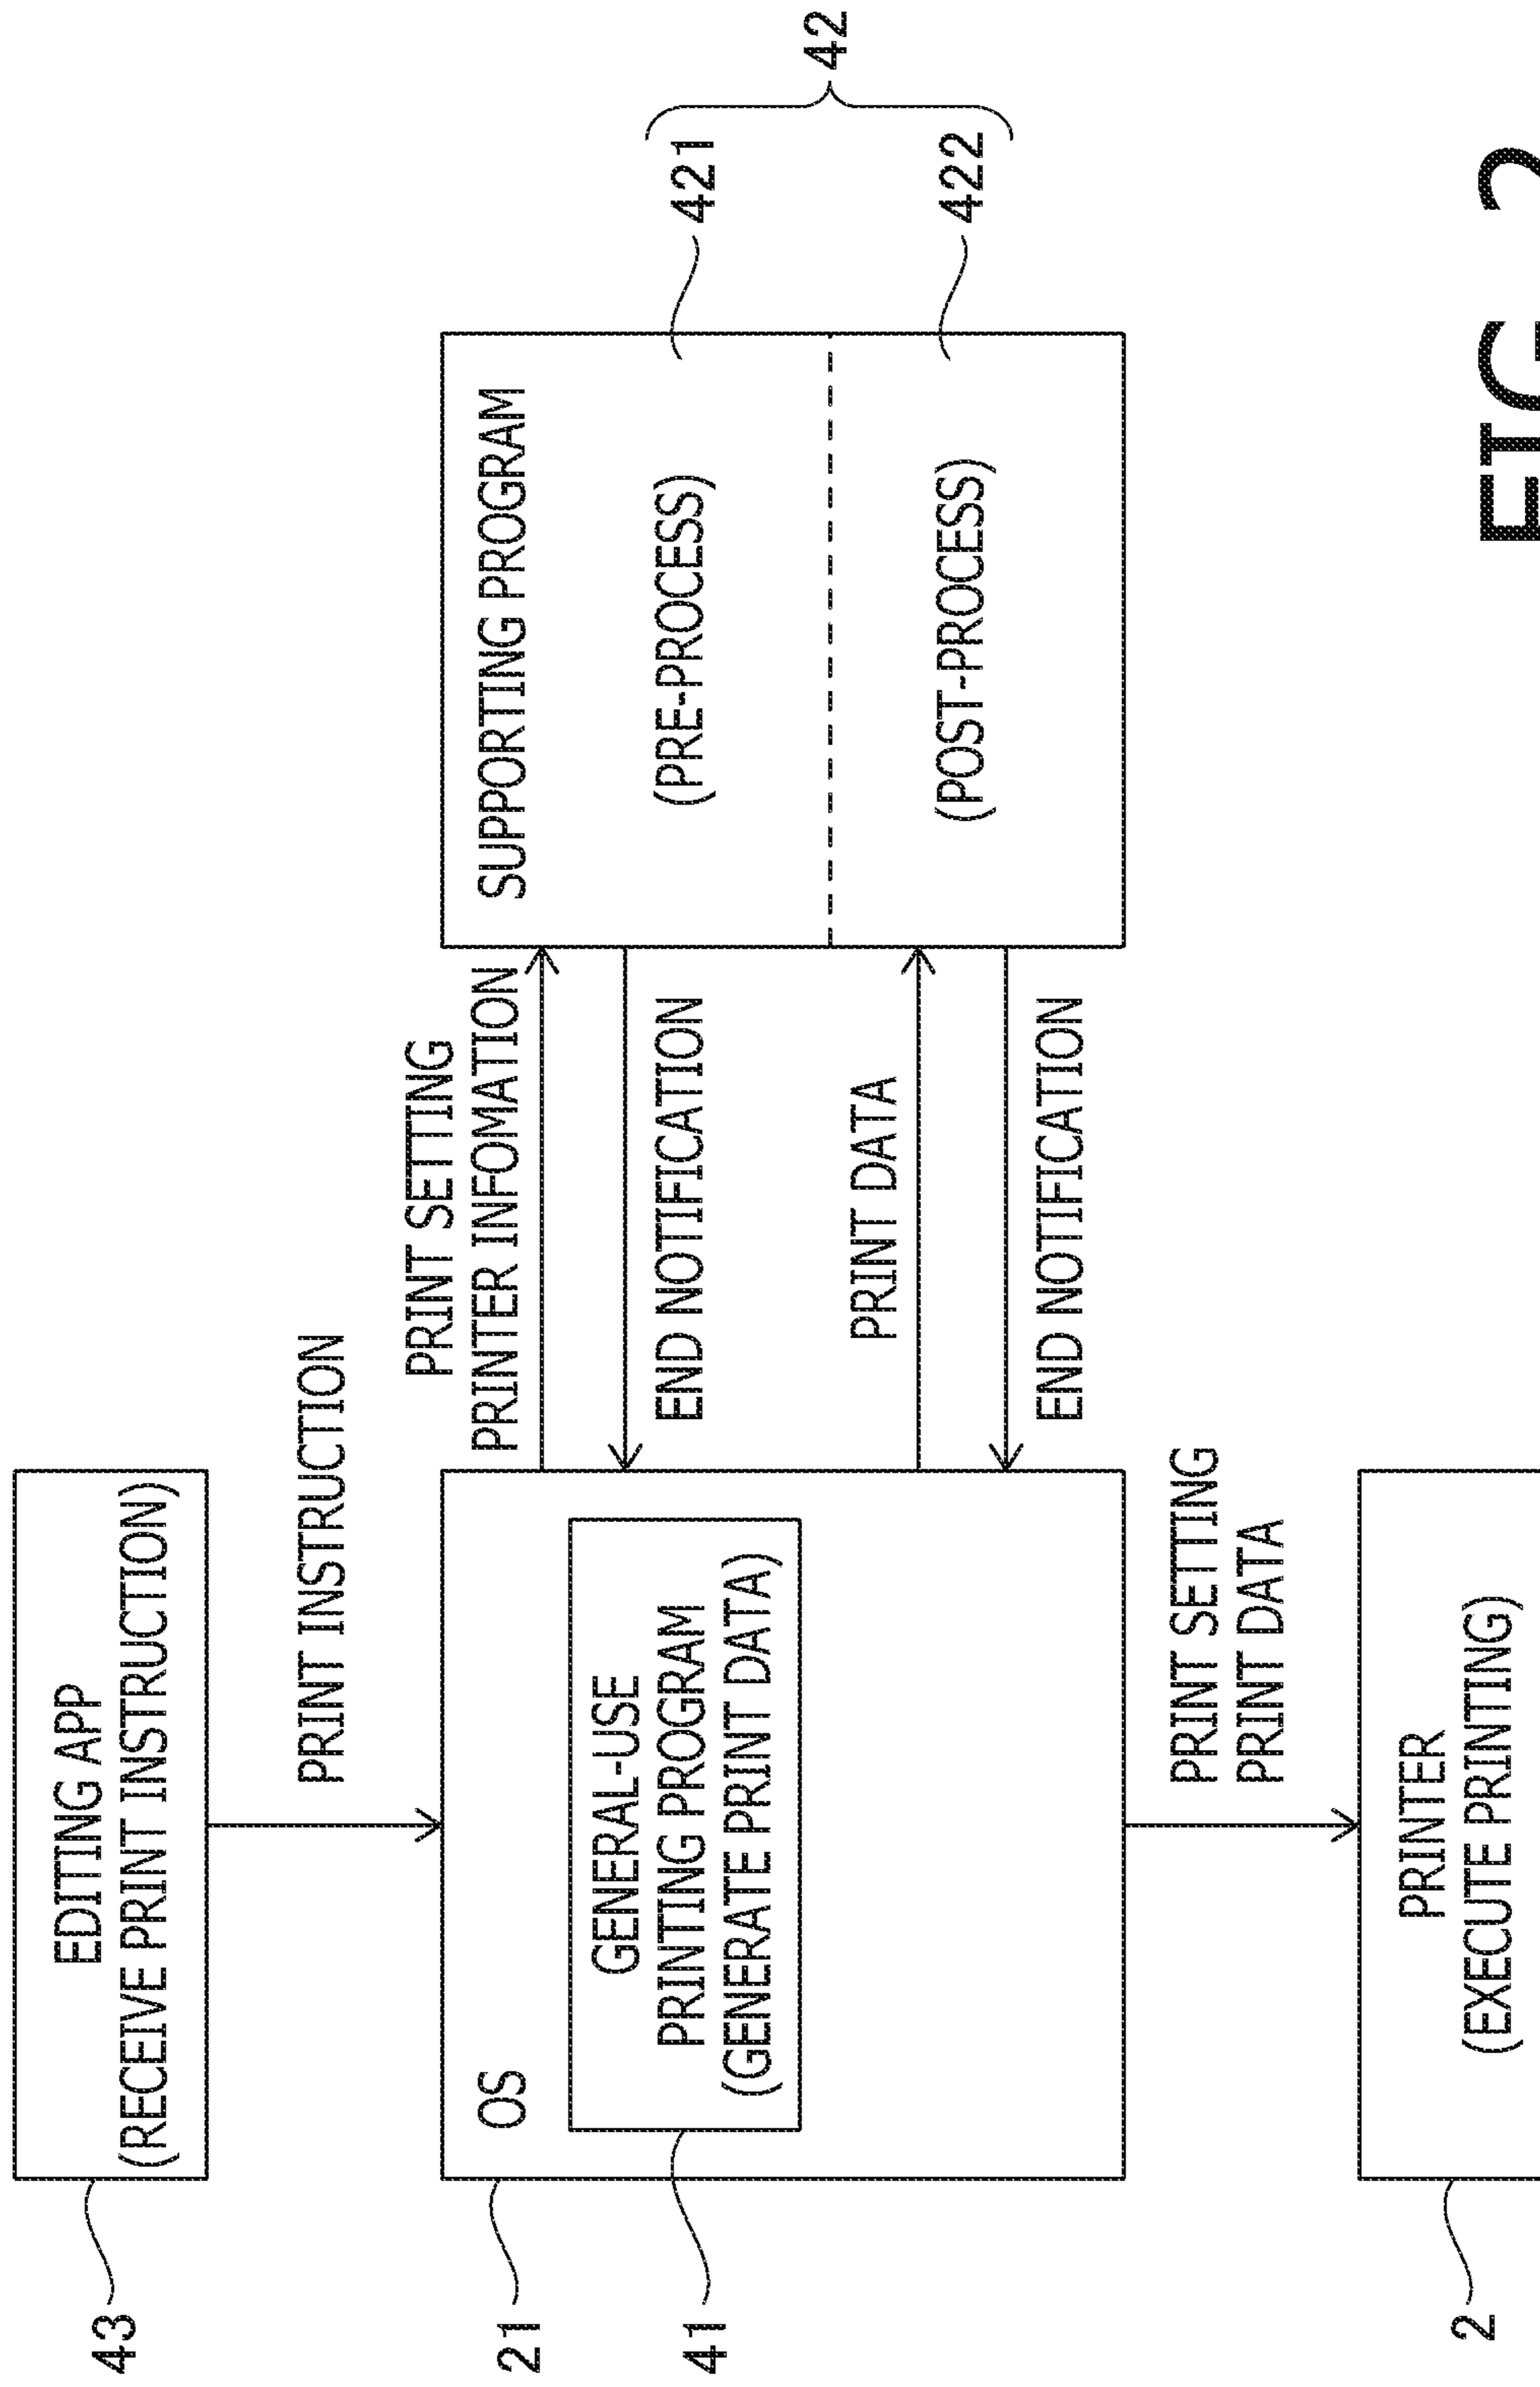 43
EDITING APP
(RECEIVE PRINT INSTRUCTION)
PRINT INSTRUCTION
21
OS
41
GENERAL-USE
PRINTING PROGRAM
(GENERATE PRINT DATA)
PRINT SETTING
PRINTER INFOMATION
END NOTIFICATION
PRINT DATA
END NOTIFICATION
SUPPORTING PROGRAM
(PRE-PROCESS)
(POST-PROCESS)
421
422
42
PRINT SETTING
PRINT DATA
2
PRINTER
(EXECUTE PRINTING)
FIG. 2